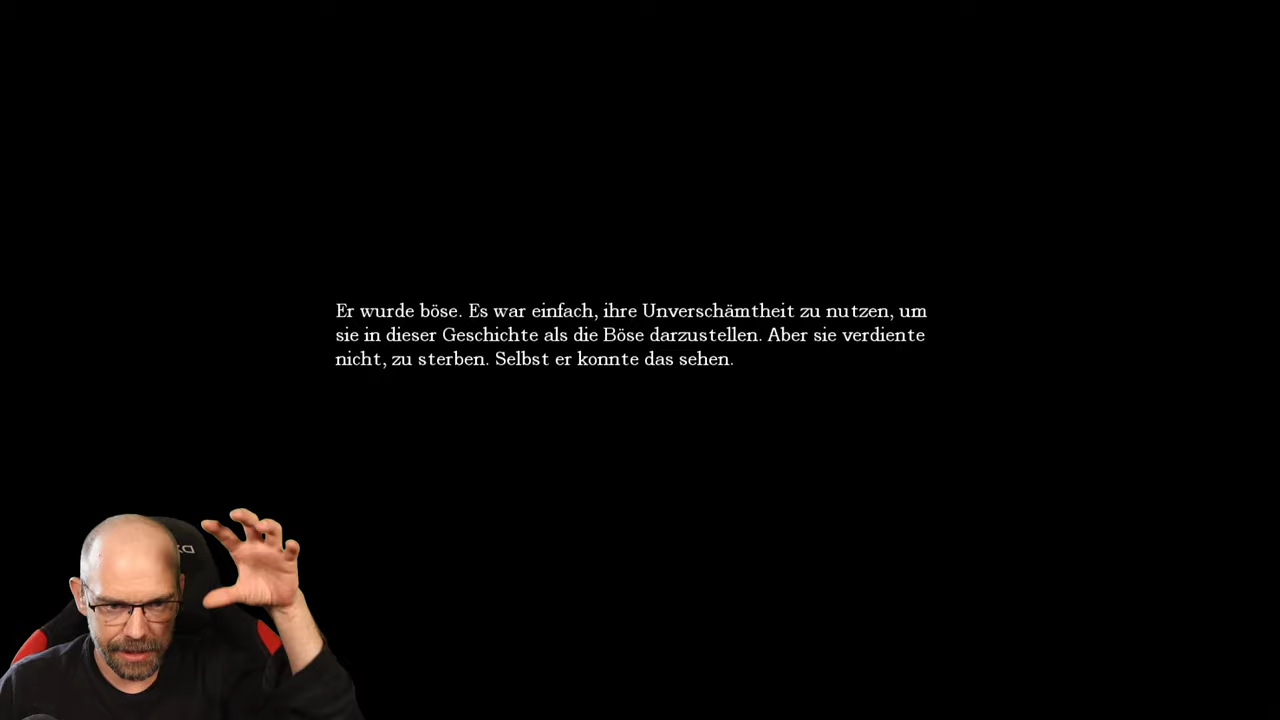 Er wurde böse. Es war einfach, ihre Unverschämtheit zu nutzen, um
sie in dieser Geschichte als die Böse darzustellen. Aber sie verdiente
nicht, zu sterben. Selbst er konnte das sehen.